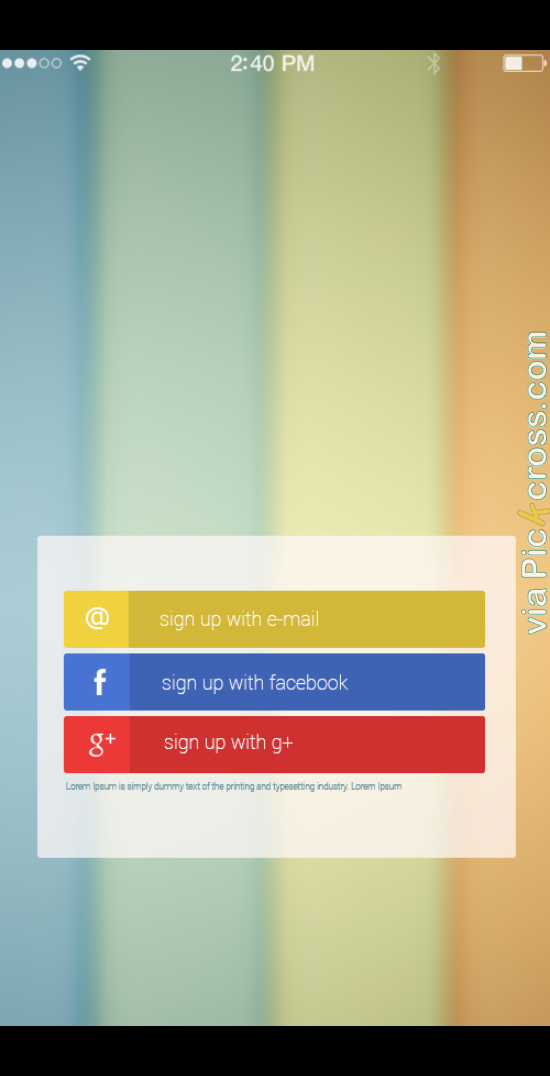 2:40 PM
via Pickcross.com
@ sign up with e-mail
f sign up with facebook
g+ sign up with g+
Lorem Ipsum is simply dummy text of the printing and typesetting industry. Lorem Ipsum